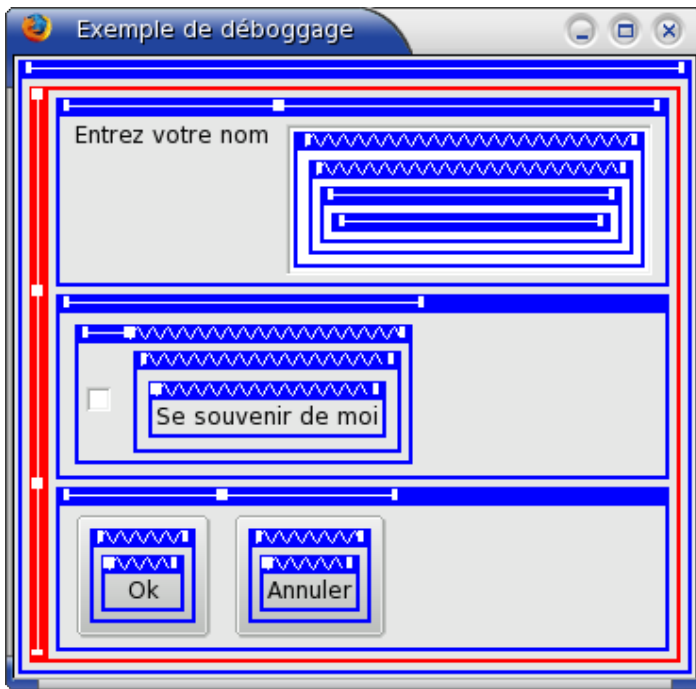 Exemple de déboggage
Entrez votre nom
Se souvenir de moi
Ok
Annuler